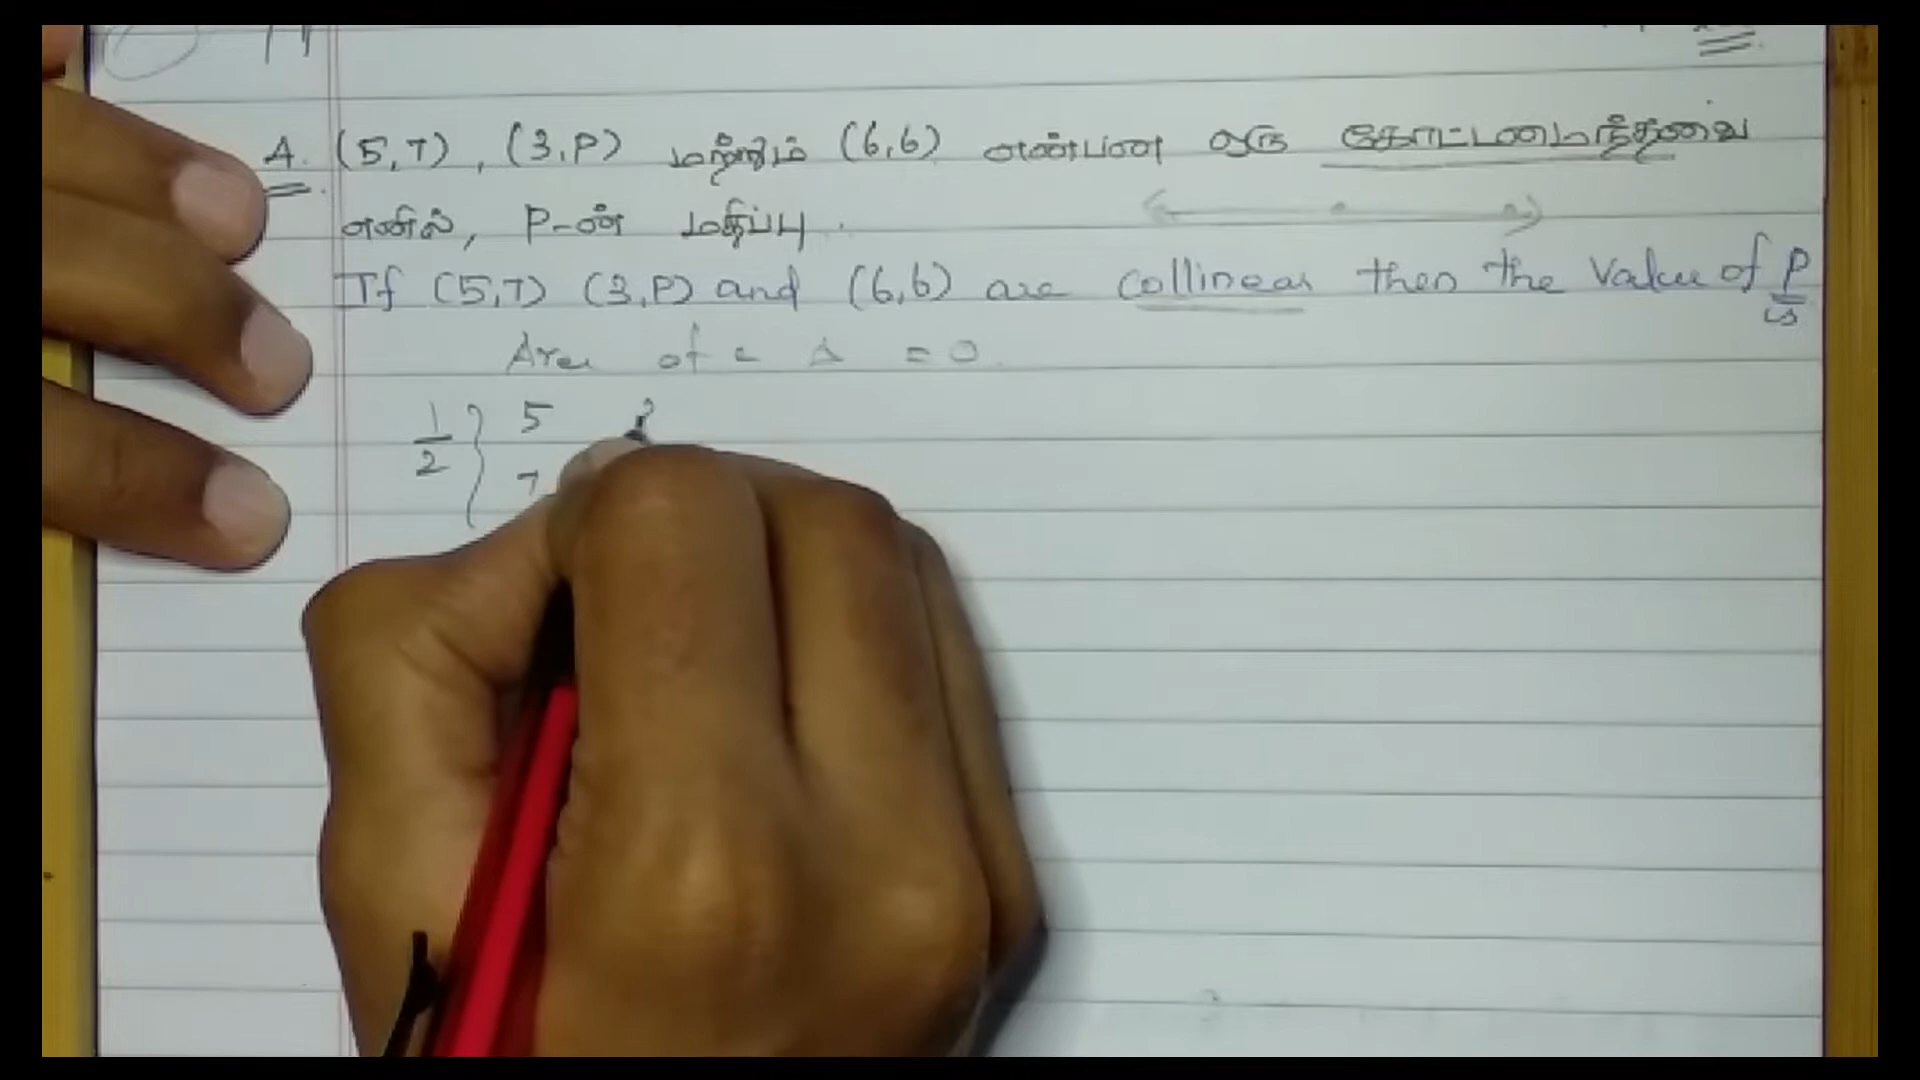 4. (5,7), (3,P) மற்றும் (6,6) என்பன ஒரு கோட்டமைந்தவை
எனில், P-ன் மதிப்பு.
If (5,7) (3,P) and (6,6) are collinear then the value of P
is
Area of a Δ = 0.
1/2 { 5
7